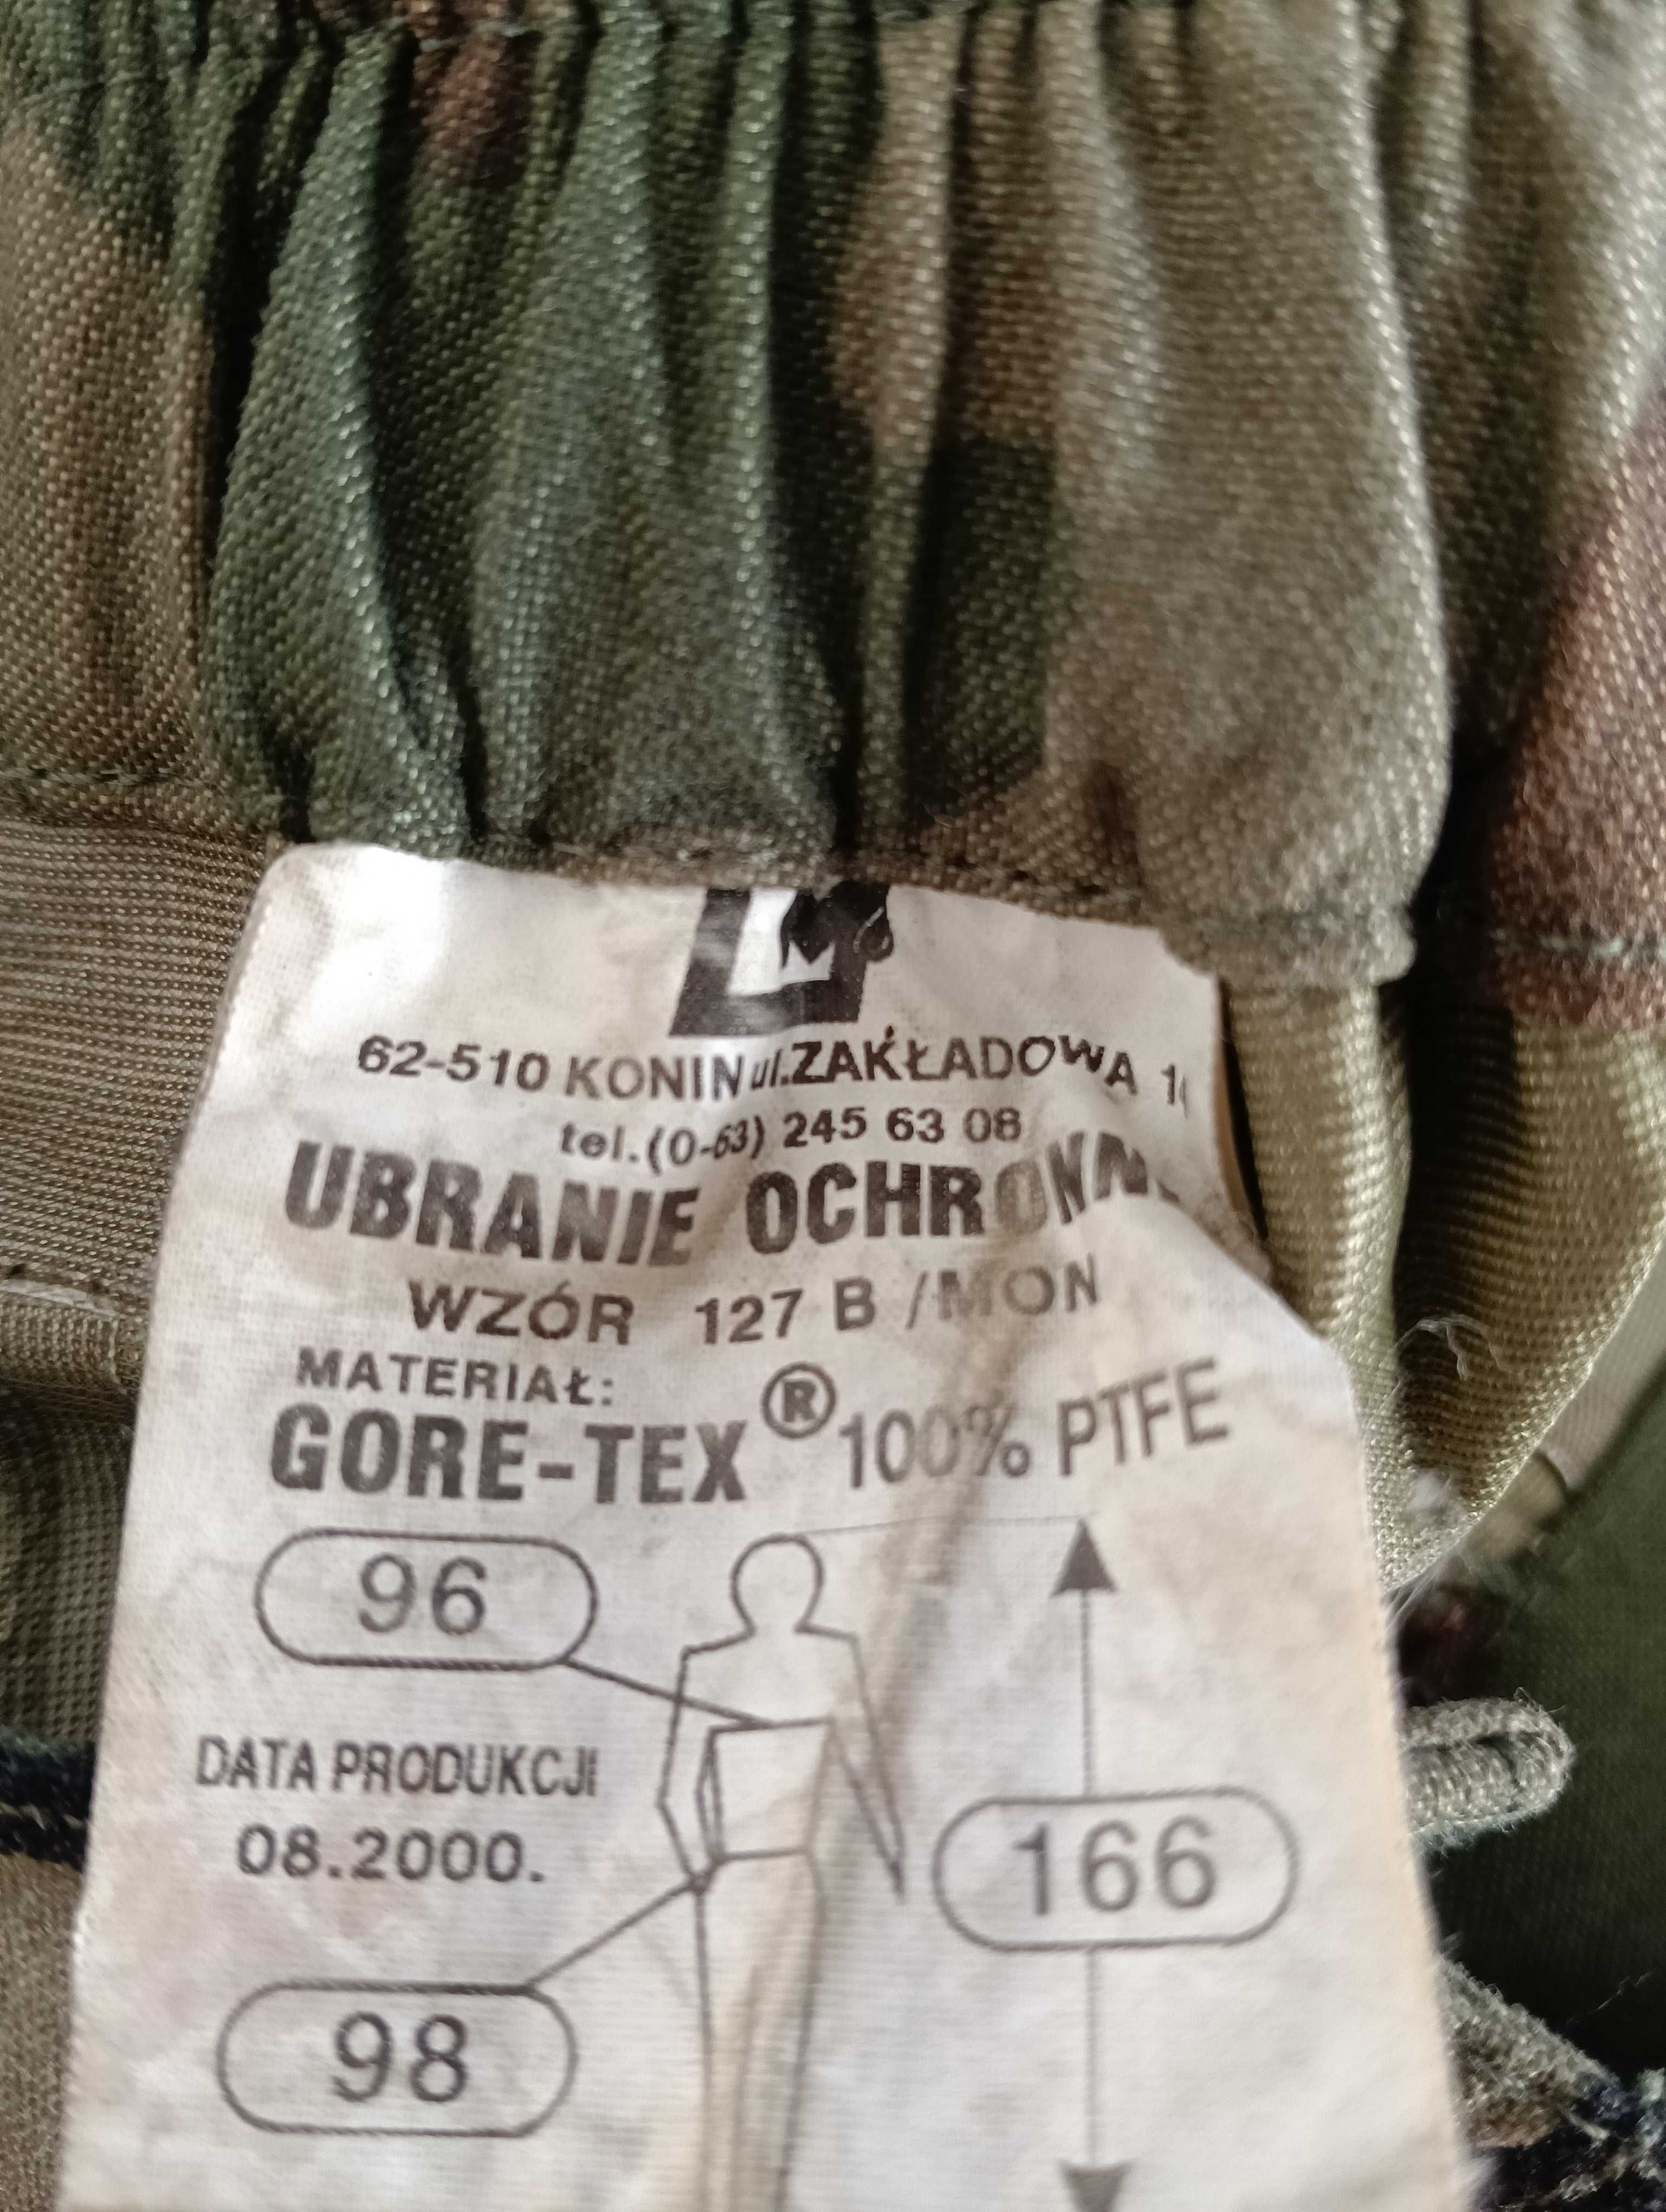 62-510 KONIN ul. ZAKŁADOWA
tel. (0-63) 245 63 08
UBRANIE
WZÓR 127 B /MON
MATERIAŁ:
GORE-TEX® 100% PTFE
96
DATA PRODUKCJI
08.2000.
166
98